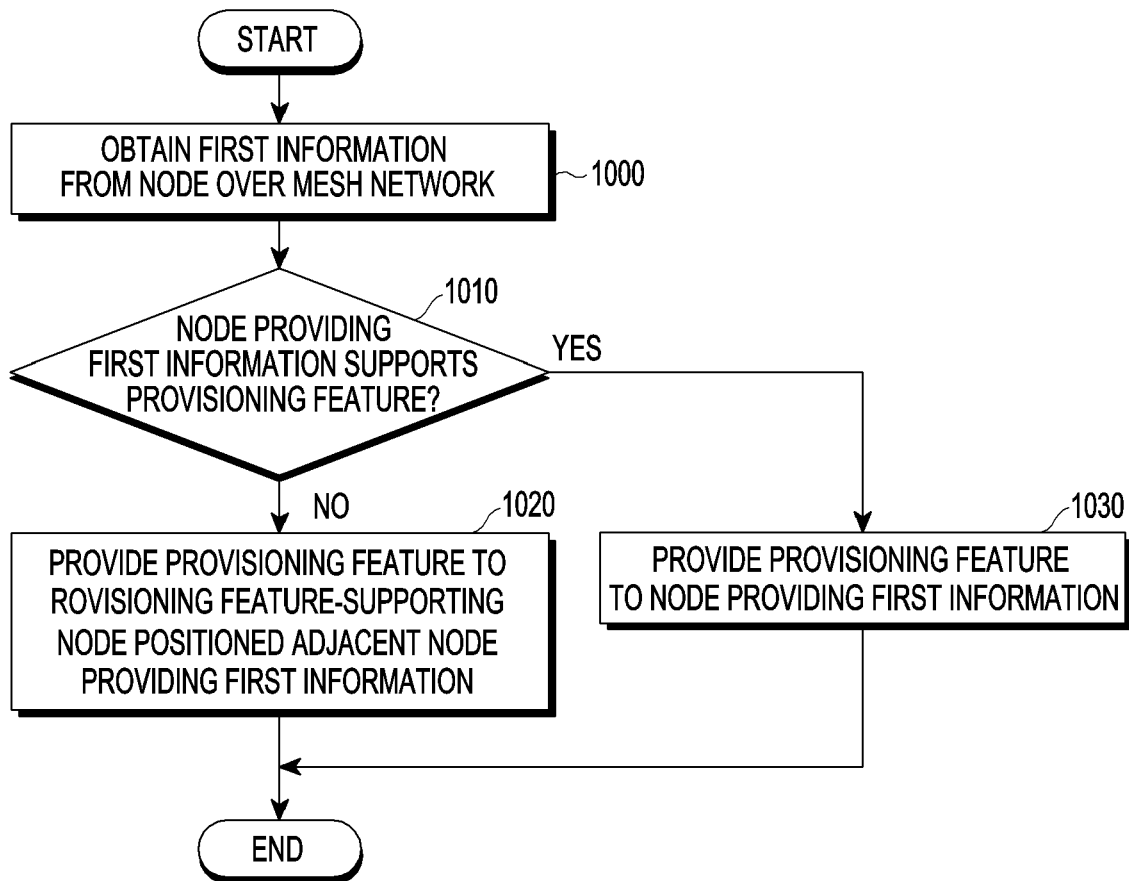 START
OBTAIN FIRST INFORMATION
FROM NODE OVER MESH NETWORK
1000
1010
NODE PROVIDING
FIRST INFORMATION SUPPORTS
PROVISIONING FEATURE?
YES
NO
1020
PROVIDE PROVISIONING FEATURE TO
ROVISIONING FEATURE-SUPPORTING
NODE POSITIONED ADJACENT NODE
PROVIDING FIRST INFORMATION
1030
PROVIDE PROVISIONING FEATURE
TO NODE PROVIDING FIRST INFORMATION
END